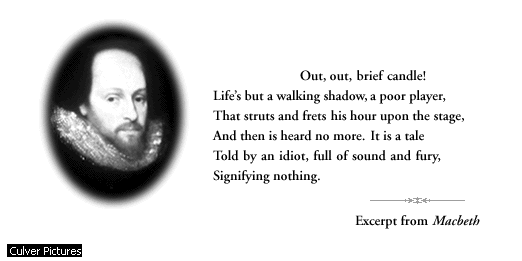 Out, out, brief candle!
Life's but a walking shadow, a poor player,
That struts and frets his hour upon the stage,
And then is heard no more. It is a tale
Told by an idiot, full of sound and fury,
Signifying nothing.
Excerpt from Macbeth
Culver Pictures